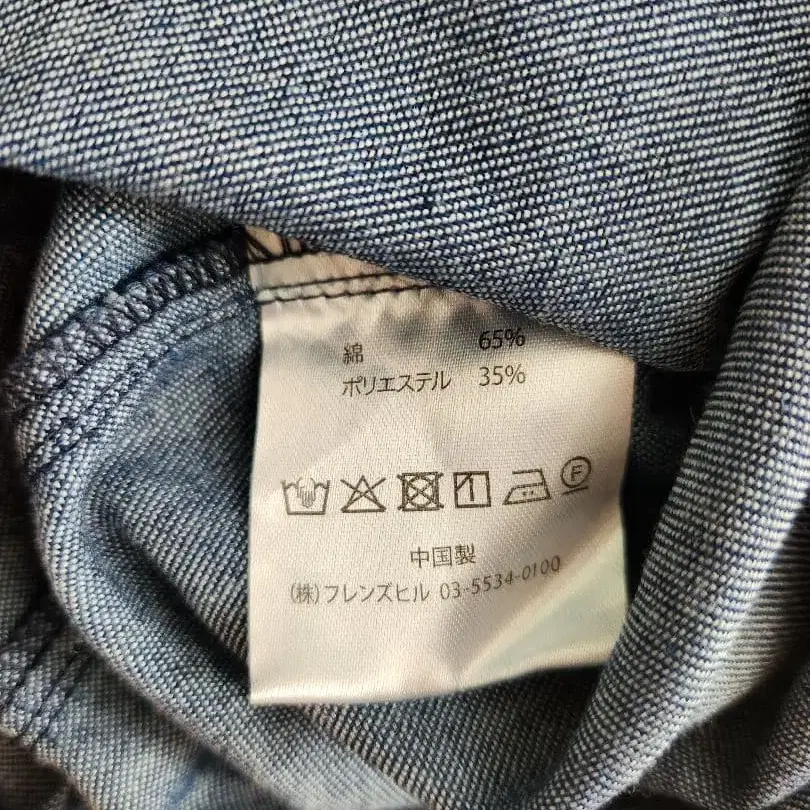 綿 65%
ポリエステル 35%
F
中国製
(株)フレンズヒル 03-5534-0100